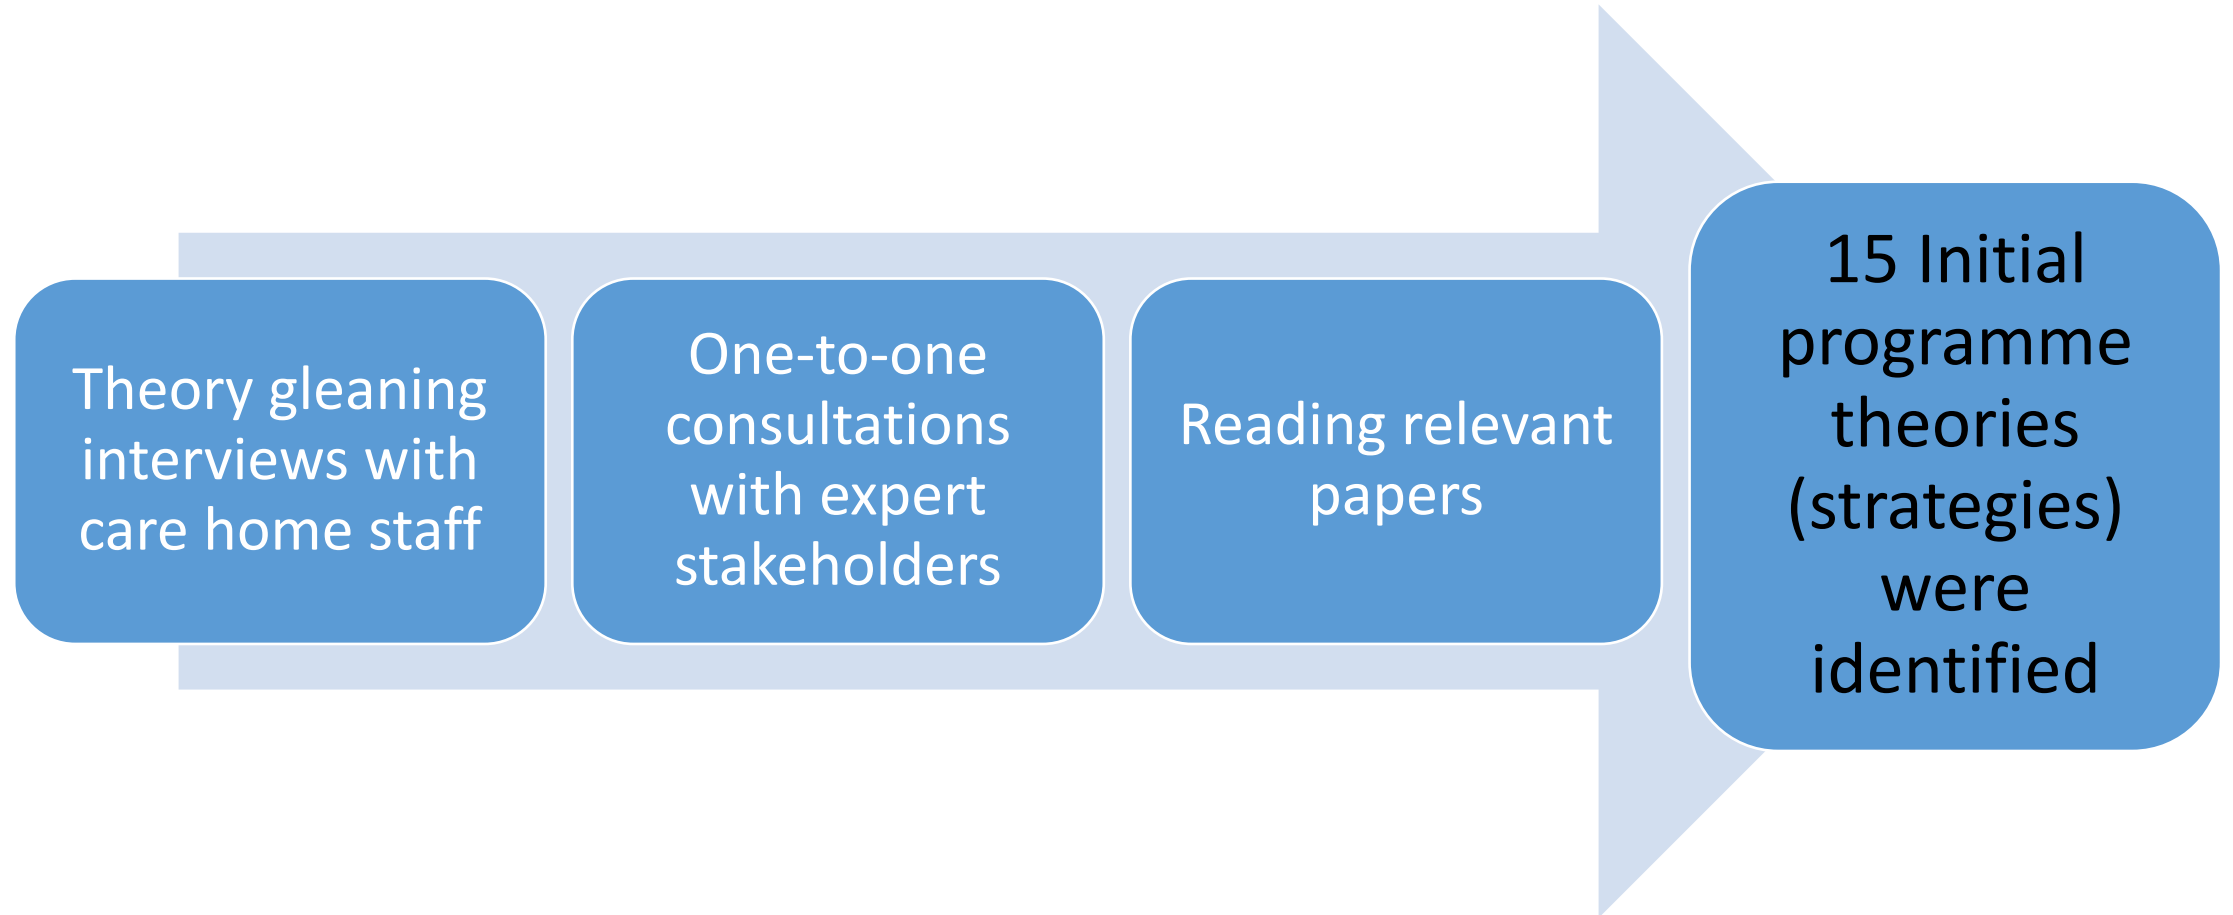 Theory gleaning
interviews with
care home staff
One-to-one
consultations
with expert
stakeholders
Reading relevant
papers
15 Initial
programme
theories
(strategies)
were
identified